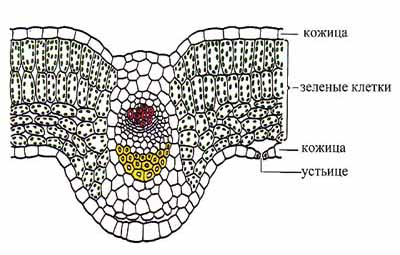 кожица
зеленые клетки
кожица
устьице